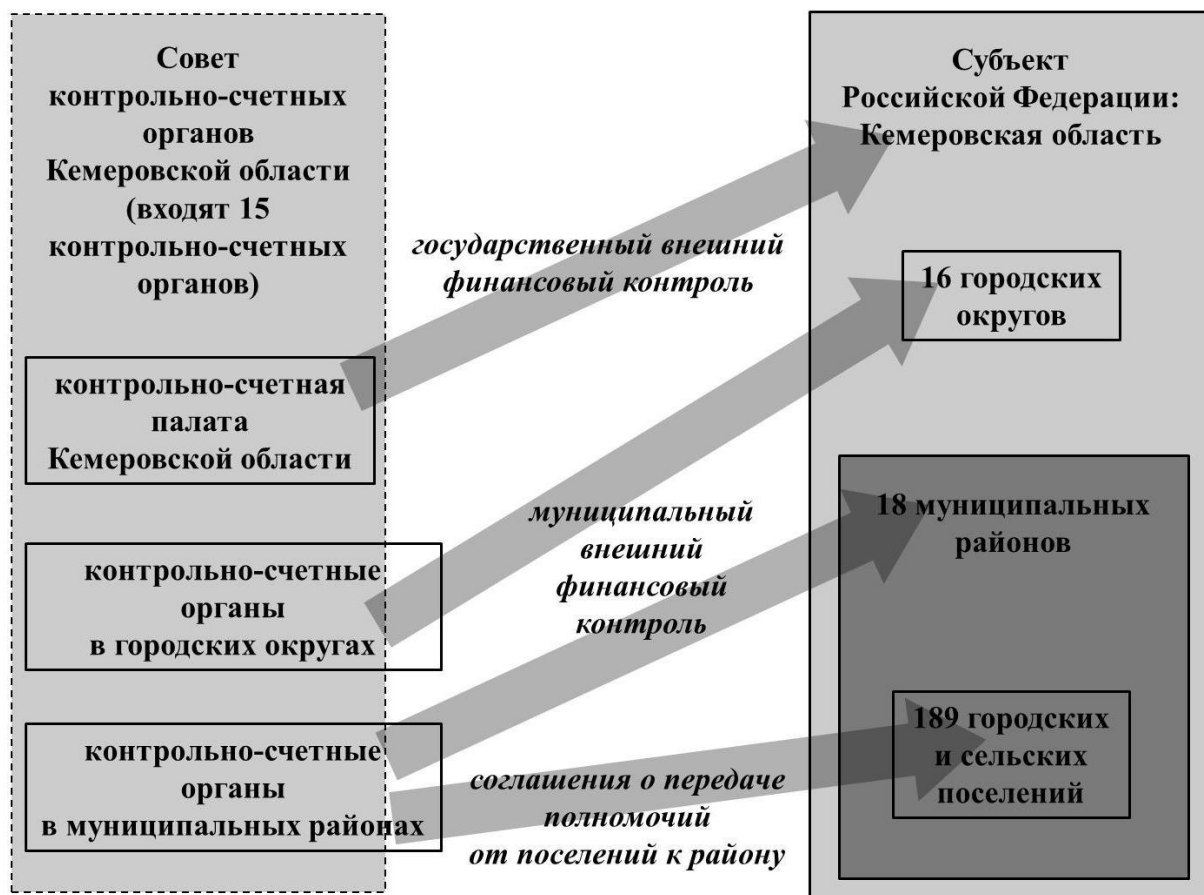 Совет
контрольно-счетных
органов
Кемеровской области
(входят 15
контрольно-счетных
органов)
контрольно-счетная
палата
Кемеровской области
контрольно-счетные
органы
в городских округах
контрольно-счетные
органы
в муниципальных районах
государственный внешний
финансовый контроль
муниципальный
внешний
финансовый
контроль
соглашения о передаче
полномочий
от поселений к району
Субъект
Российской Федерации:
Кемеровская область
16 городских
округов
18 муниципальных
районов
189 городских
и сельских
поселений